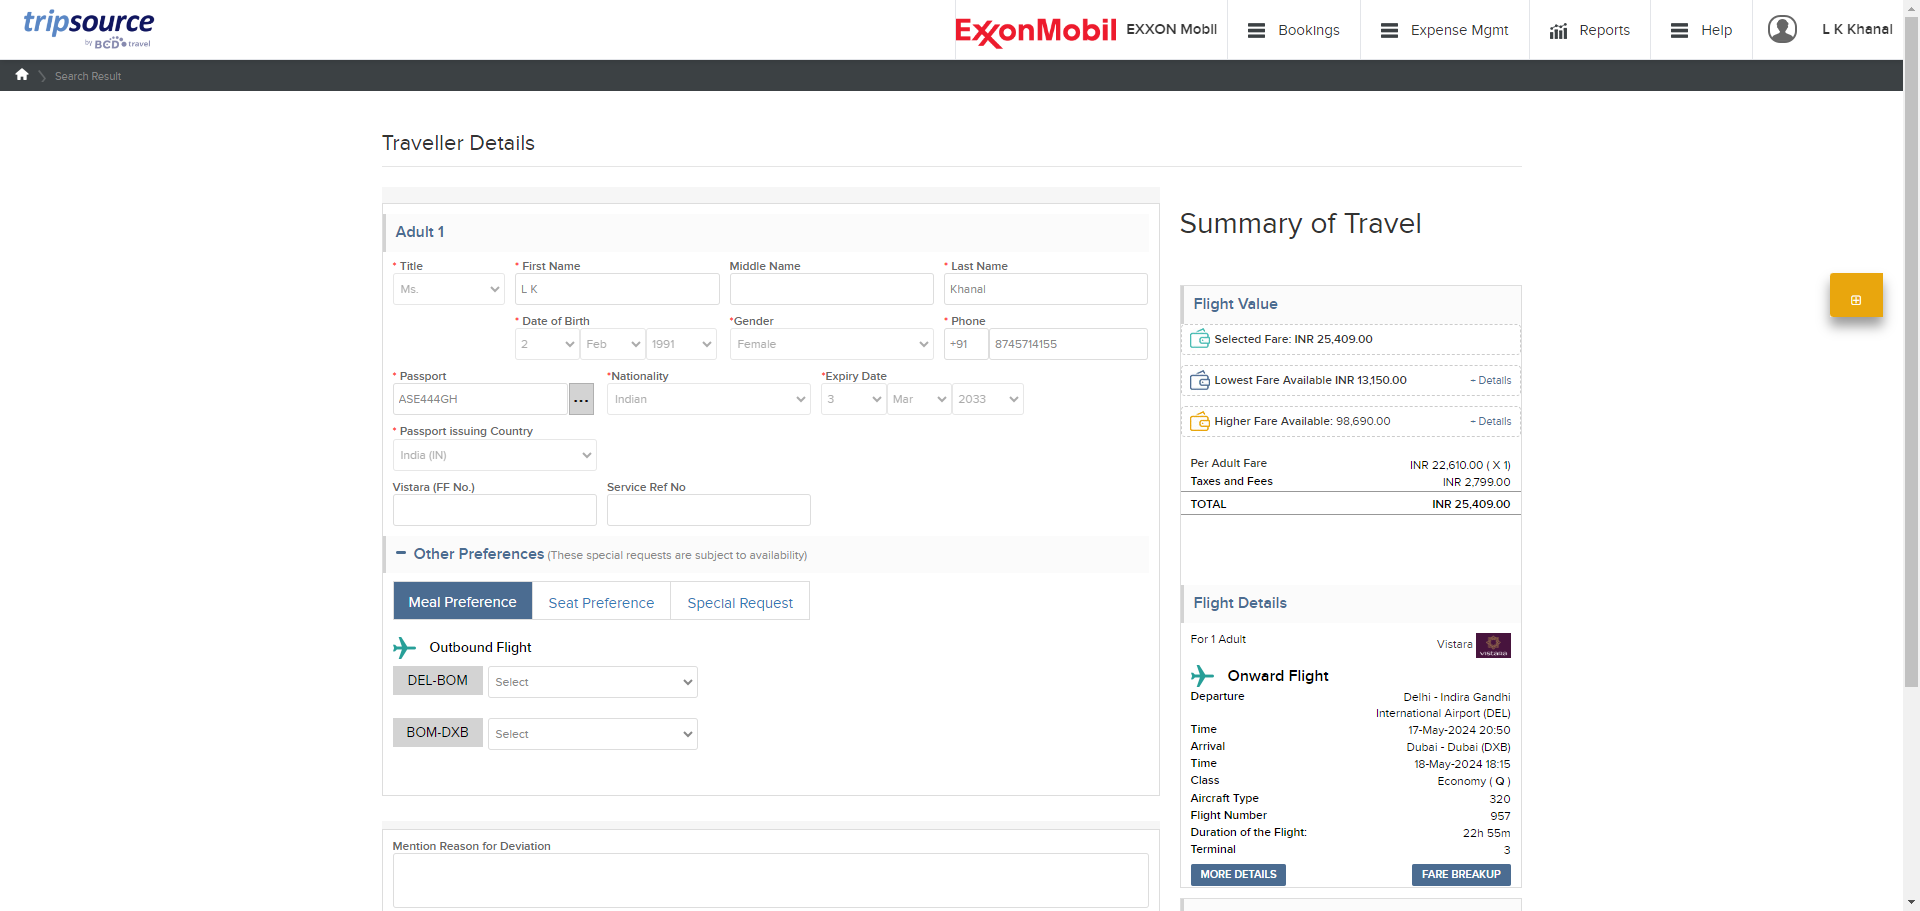 tripsource
by BCD travel
ExxonMobil EXXON Mobil
Bookings
Expense Mgmt
Reports
Help
L K Khanal
Search Result
Traveller Details
Adult 1
* Title
* First Name
Middle Name
* Last Name
Ms.
L K
Khanal
* Date of Birth
*Gender
* Phone
2
Feb
1991
Female
+91
8745714155
* Passport
*Nationality
*Expiry Date
ASE444GH
...
Indian
3
Mar
2033
* Passport issuing Country
India (IN)
Vistara (FF No.)
Service Ref No
Other Preferences (These special requests are subject to availability)
Meal Preference
Seat Preference
Special Request
Outbound Flight
DEL-BOM
Select
BOM-DXB
Select
Mention Reason for Deviation
Summary of Travel
Flight Value
Selected Fare: INR 25,409.00
Lowest Fare Available INR 13,150.00 + Details
Higher Fare Available: 98,690.00 + Details
Per Adult Fare INR 22,610.00 ( X 1)
Taxes and Fees INR 2,799.00
TOTAL INR 25,409.00
Flight Details
For 1 Adult Vistara VISTARA
Onward Flight
Departure Delhi - Indira Gandhi
International Airport (DEL)
Time 17-May-2024 20:50
Arrival Dubai - Dubai (DXB)
Time 18-May-2024 18:15
Class Economy ( Q )
Aircraft Type 320
Flight Number 957
Duration of the Flight: 22h 55m
Terminal 3
MORE DETAILS FARE BREAKUP